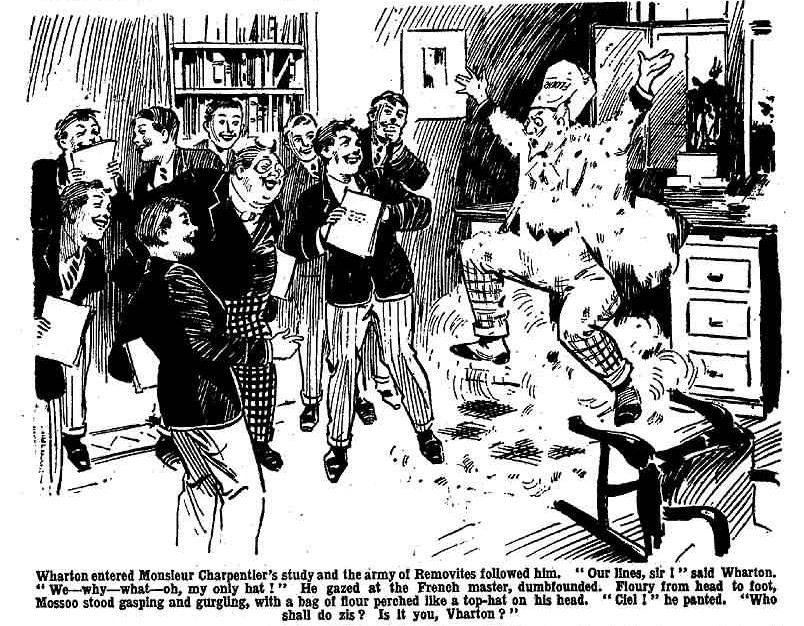 FLOUR
Wharton entered Monsieur Charpentier's study and the army of Removites followed him. "Our lines, sir!" said Wharton.
"We—why—what—oh, my only hat!" He gazed at the French master, dumbfounded. Floury from head to foot,
Mossoo stood gasping and gurgling, with a bag of flour perched like a top-hat on his head. "Ciel!" he panted. "Who
shall do zis? Is it you, Vharton?"